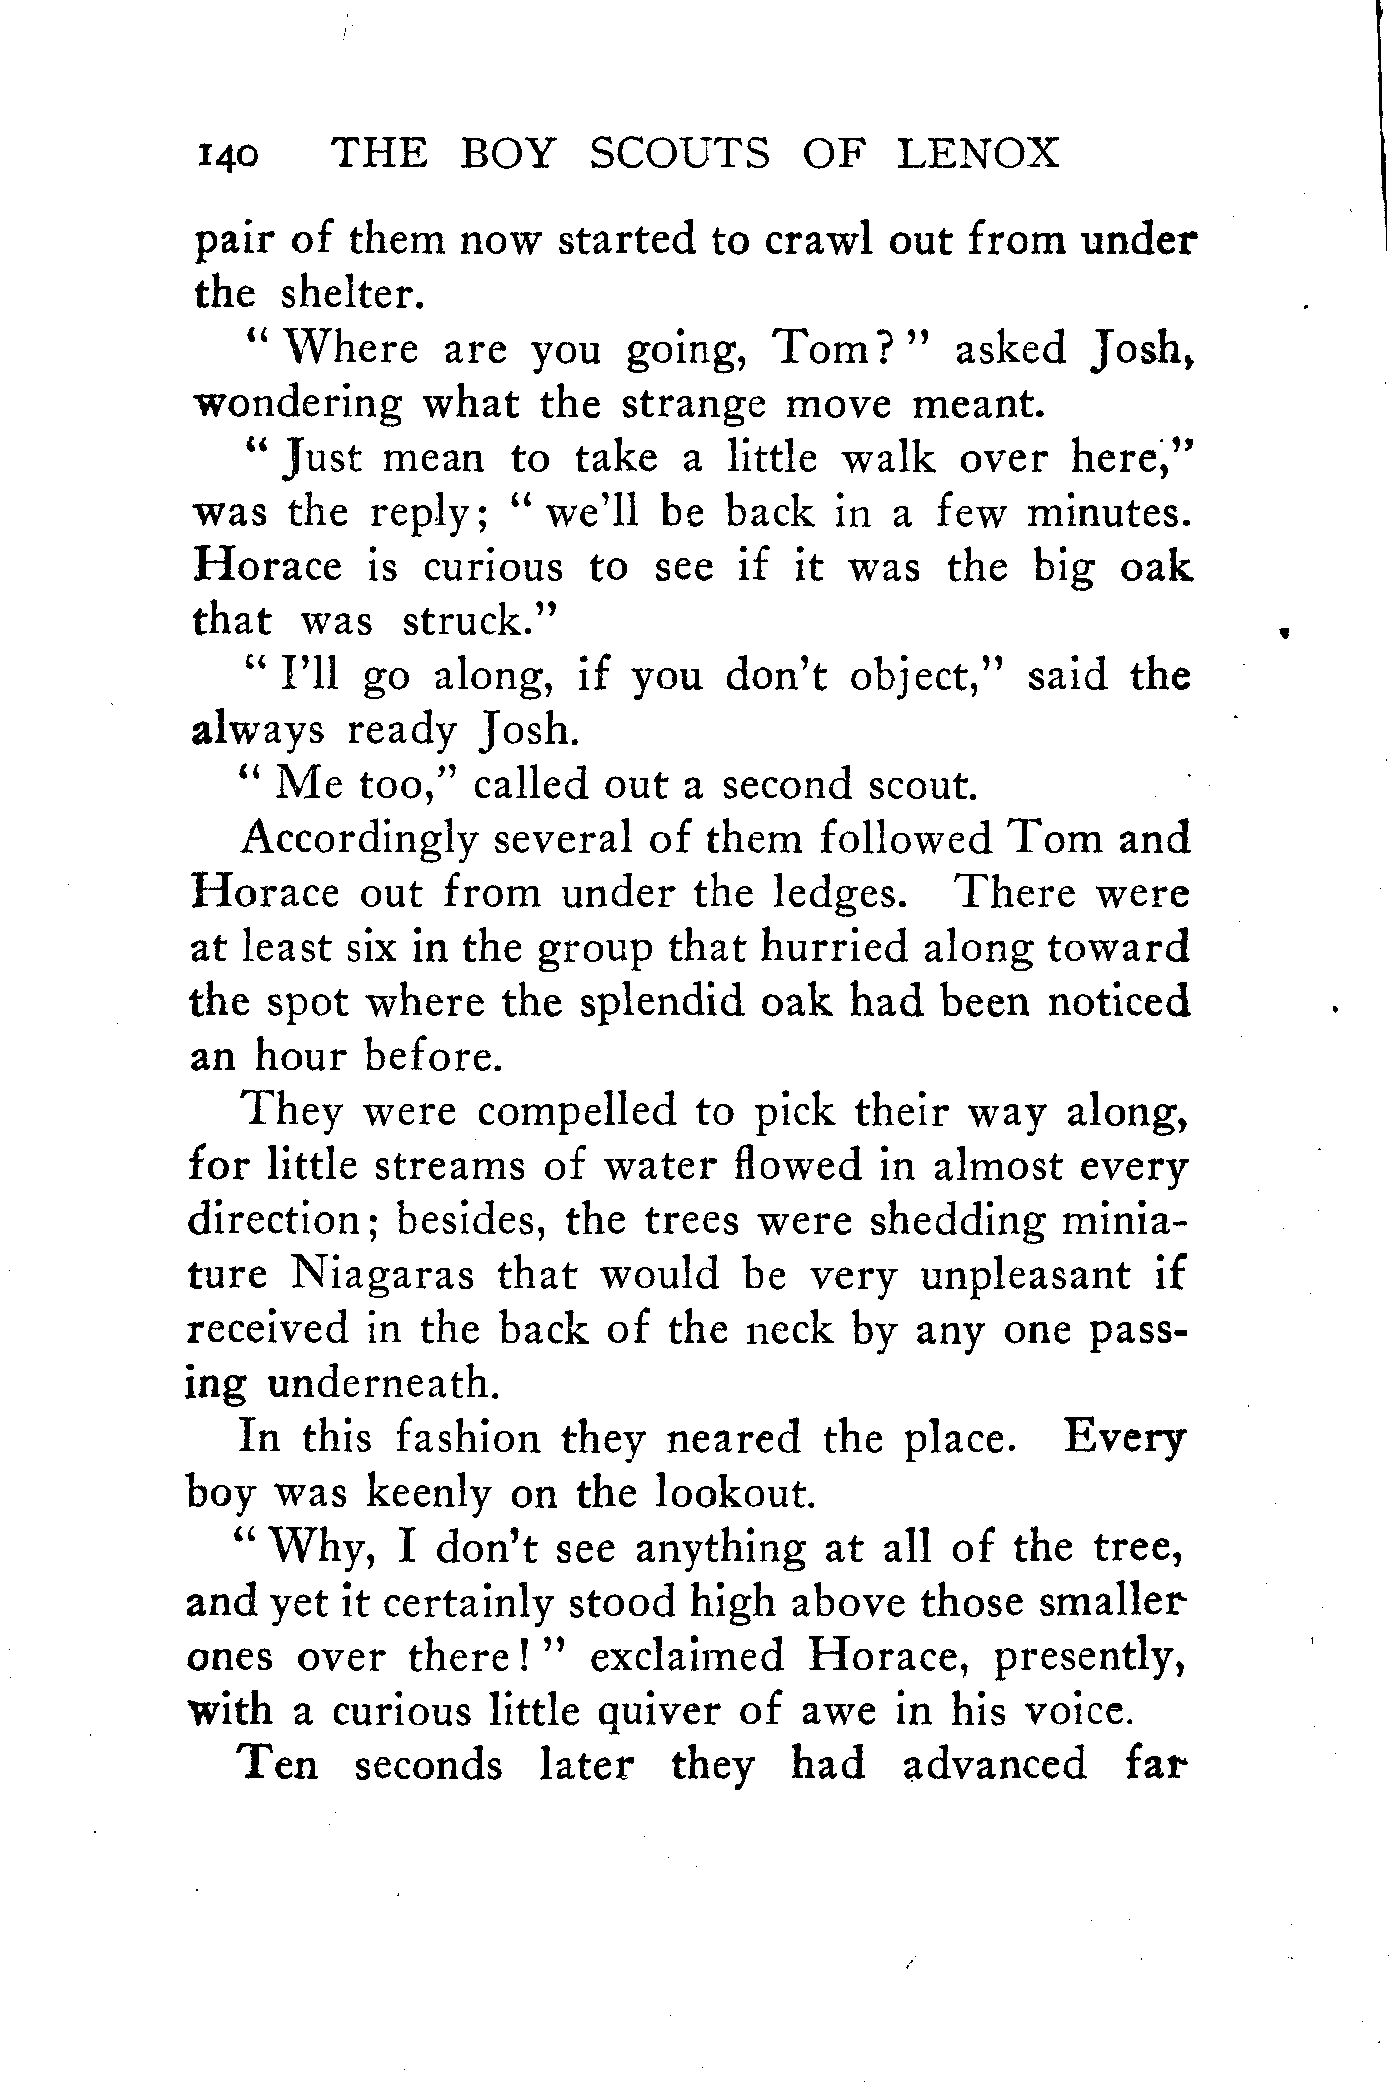 140 THE BOY SCOUTS OF LENOX
pair of them now started to crawl out from under
the shelter.
“ Where are you going, Tom? ” asked Josh,
wondering what the strange move meant.
“ Just mean to take a little walk over here,”
was the reply; “ we’ll be back in a few minutes.
Horace is curious to see if it was the big oak
that was struck.”
“ I’ll go along, if you don’t object,” said the
always ready Josh.
“ Me too,” called out a second scout.
Accordingly several of them followed Tom and
Horace out from under the ledges. There were
at least six in the group that hurried along toward
the spot where the splendid oak had been noticed
an hour before.
They were compelled to pick their way along,
for little streams of water flowed in almost every
direction; besides, the trees were shedding minia-
ture Niagaras that would be very unpleasant if
received in the back of the neck by any one pass-
ing underneath.
In this fashion they neared the place. Every
boy was keenly on the lookout.
“ Why, I don’t see anything at all of the tree,
and yet it certainly stood high above those smaller
ones over there! ” exclaimed Horace, presently,
with a curious little quiver of awe in his voice.
Ten seconds later they had advanced far